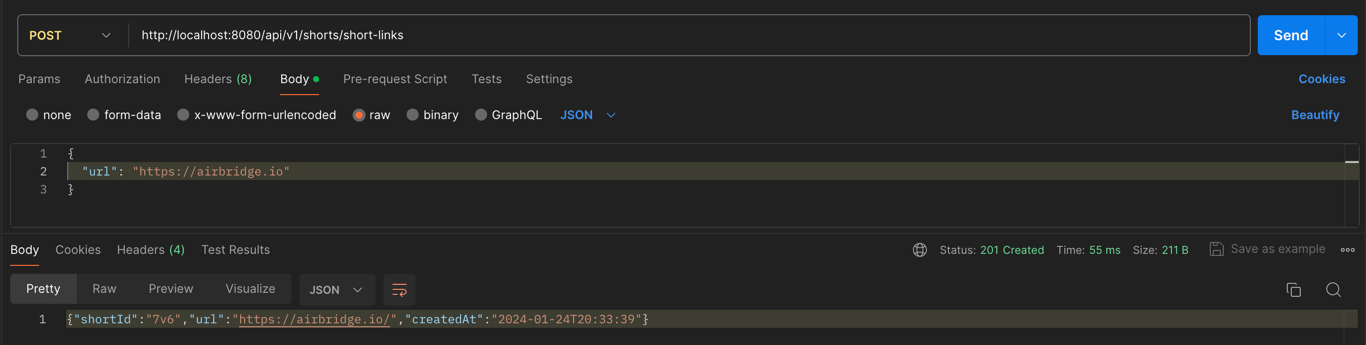 POST http://localhost:8080/api/v1/shorts/short-links Send
Params Authorization Headers (8) Body Pre-request Script Tests Settings Cookies
none form-data x-www-form-urlencoded raw binary GraphQL JSON Beautify
1 {
2 "url": "https://airbridge.io"
3 }
Body Cookies Headers (4) Test Results Status: 201 Created Time: 55 ms Size: 211 B Save as example
Pretty Raw Preview Visualize JSON
1 {"shortId":"7v6","url":"https://airbridge.io/","createdAt":"2024-01-24T20:33:39"}